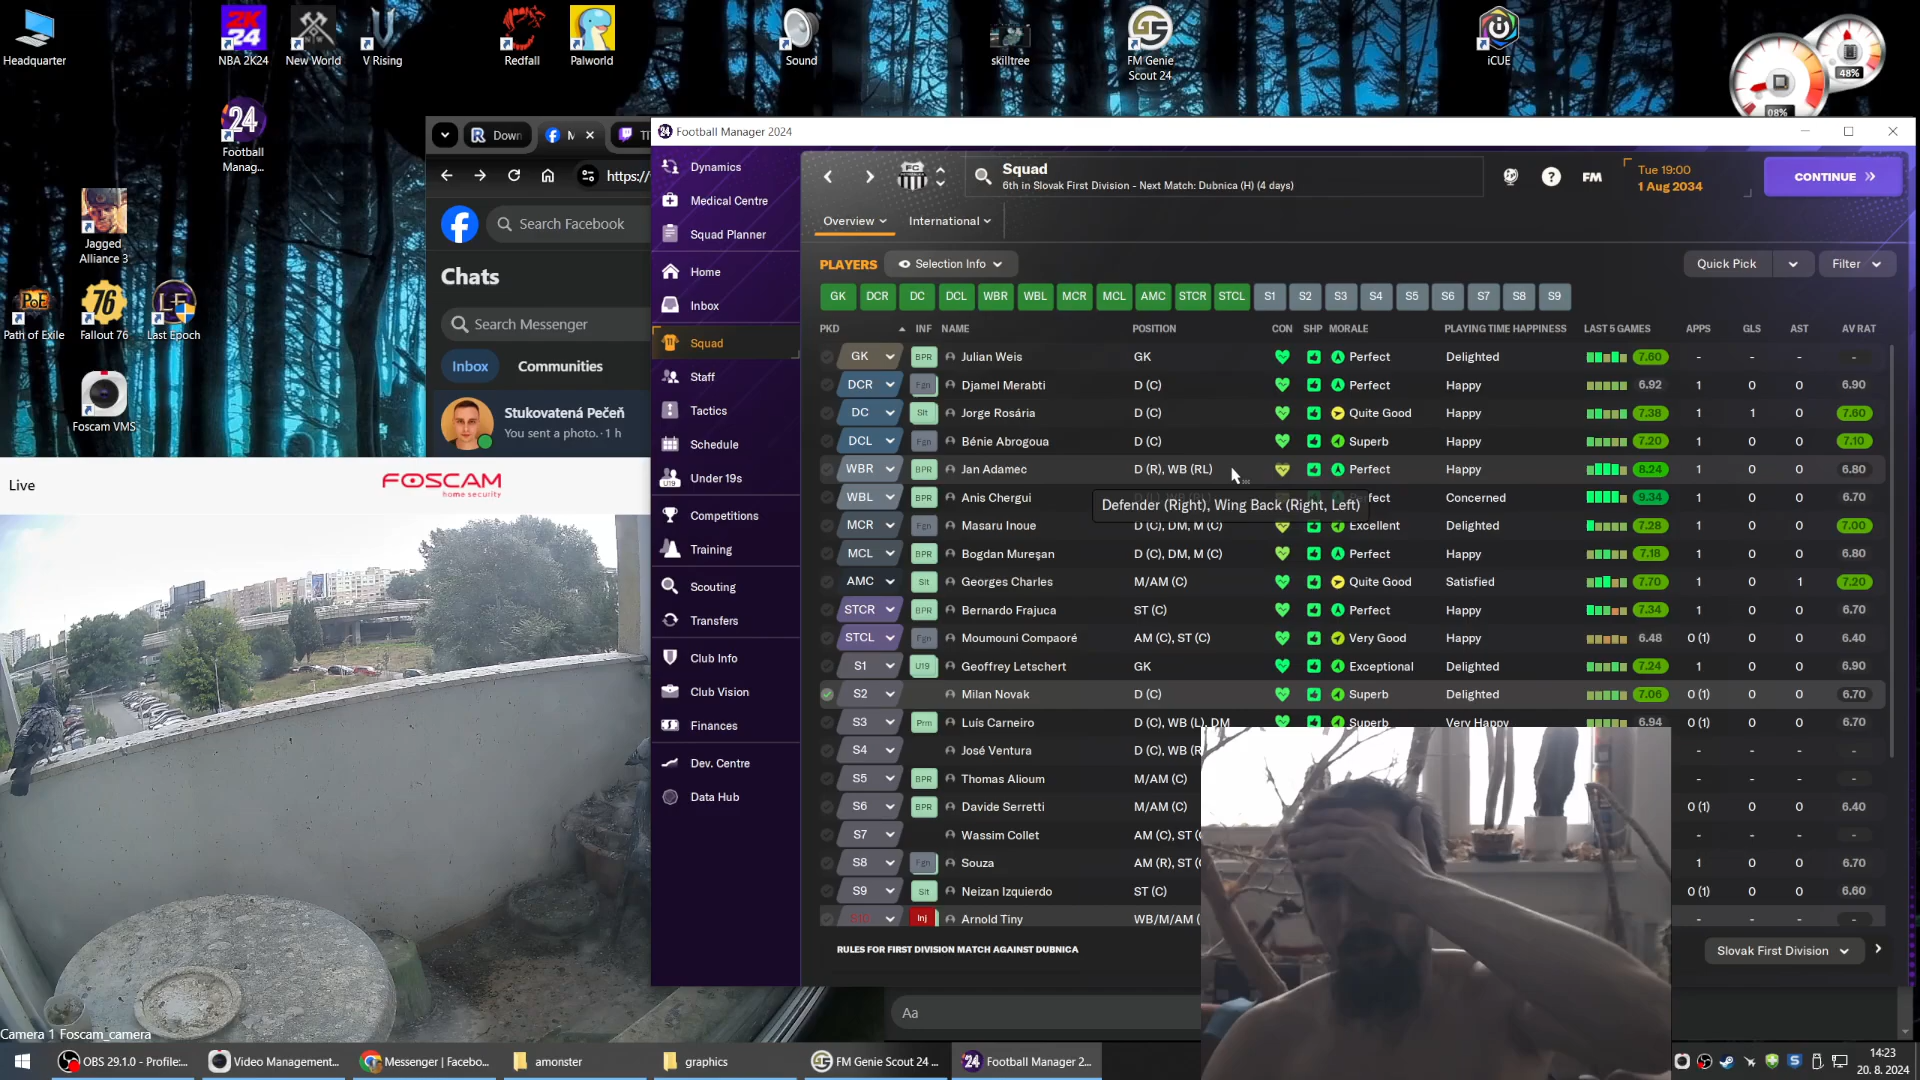 Headquarter
NBA 2K24
New World
V Rising
Redfall
Palworld
Sound
skilltree
FM Genie
Scout 24
iCUE
48%
08%
24
Football
Manag...
Jagged
Alliance 3
Path of Exile
Fallout 76
Last Epoch
Foscam VMS
Down
https://
Search Facebook
Chats
Search Messenger
Inbox
Communities
Stukovatená Pečeň
You sent a photo. · 1 h
Live
FOSCAM
home security
Camera 1 Foscam_camera
Football Manager 2024
Dynamics
Medical Centre
Squad Planner
Home
Inbox
Squad
Staff
Tactics
Schedule
Under 19s
Competitions
Training
Scouting
Transfers
Club Info
Club Vision
Finances
Dev. Centre
Data Hub
Squad
6th in Slovak First Division - Next Match: Dubnica (H) (4 days)
FM
Tue 19:00
1 Aug 2034
CONTINUE
Overview
International
PLAYERS
Selection Info
Quick Pick
Filter
GK DCR DC DCL WBR WBL MCR MCL AMC STCR STCL S1 S2 S3 S4 S5 S6 S7 S8 S9
PKD INF NAME POSITION CON SHP MORALE PLAYING TIME HAPPINESS LAST 5 GAMES APPS GLS AST AV RAT
GK BPR Julian Weis GK Perfect Delighted 7.60 - - - -
DCR Fgn Djamel Merabti D (C) Perfect Happy 6.92 1 0 0 6.90
DC Slt Jorge Rosária D (C) Quite Good Happy 7.38 1 1 0 7.60
DCL Fgn Bénie Abrogoua D (C) Superb Happy 7.20 1 0 0 7.10
WBR BPR Jan Adamec D (R), WB (RL) Perfect Happy 8.24 1 0 0 6.80
WBL BPR Anis Chergui Concerned 9.34 1 0 0 6.70
Defender (Right), Wing Back (Right, Left)
MCR Fgn Masaru Inoue D (C), DM, M (C) Excellent Delighted 7.28 1 0 0 7.00
MCL BPR Bogdan Mureşan D (C), DM, M (C) Perfect Happy 7.18 1 0 0 6.80
AMC Slt Georges Charles M/AM (C) Quite Good Satisfied 7.70 1 0 1 7.20
STCR BPR Bernardo Frajuca ST (C) Perfect Happy 7.34 1 0 0 6.70
STCL Fgn Moumouni Compaoré AM (C), ST (C) Very Good Happy 6.48 0 (1) 0 0 6.40
S1 U19 Geoffrey Letschert GK Exceptional Delighted 7.24 1 0 0 6.90
S2 Milan Novak D (C) Superb Delighted 7.06 0 (1) 0 0 6.70
S3 Prm Luís Carneiro D (C), WB (L), DM Superb Very Happy 6.94 0 (1) 0 0 6.70
S4 José Ventura D (C), WB (R - - - -
S5 BPR Thomas Alioum M/AM (C) - - - -
S6 BPR Davide Serretti M/AM (C) 0 (1) 0 0 6.40
S7 Wassim Collet AM (C), ST ( - - - -
S8 Fgn Souza AM (R), ST ( 1 0 0 6.70
S9 Slt Neizan Izquierdo ST (C) 0 (1) 0 0 6.60
S10 Inj Arnold Tiny WB/M/AM ( - - - -
RULES FOR FIRST DIVISION MATCH AGAINST DUBNICA
Slovak First Division
Aa
OBS 29.1.0 - Profile:...
Video Management...
Messenger | Facebo...
amonster
graphics
FM Genie Scout 24 ...
Football Manager 2...
14:23
20. 8. 2024